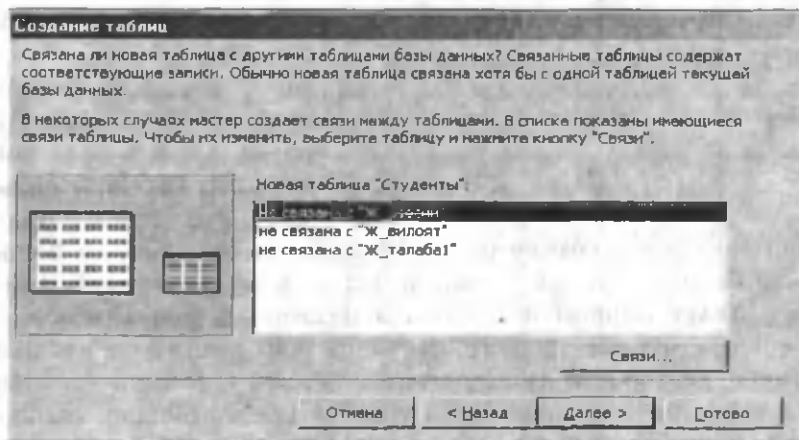 Создание таблиц
Связана ли новая таблица с другими таблицами базы данных? Связанные таблицы содержат
соответствующие записи. Обычно новая таблица связана хотя бы с одной таблицей текущей
базы данных.
В некоторых случаях мастер создает связи между таблицами. В списке показаны имеющиеся
связи таблицы. Чтобы их изменить, выберите таблицу и нажмите кнопку "Связи".
Новая таблица "Студенты":
не связана с
не связана с "Ж_вилоят"
не связана с "Ж_талаба1"
Связи...
Отмена
< Назад
Далее >
Готово